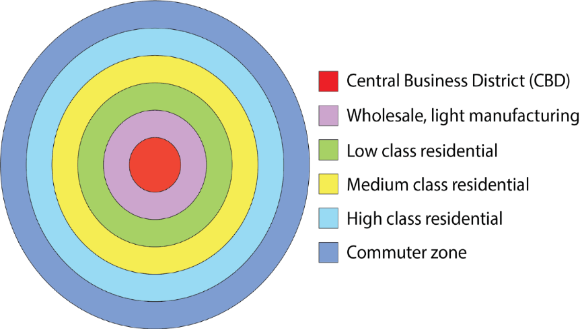 Central Business District (CBD)
Wholesale, light manufacturing
Low class residential
Medium class residential
High class residential
Commuter zone